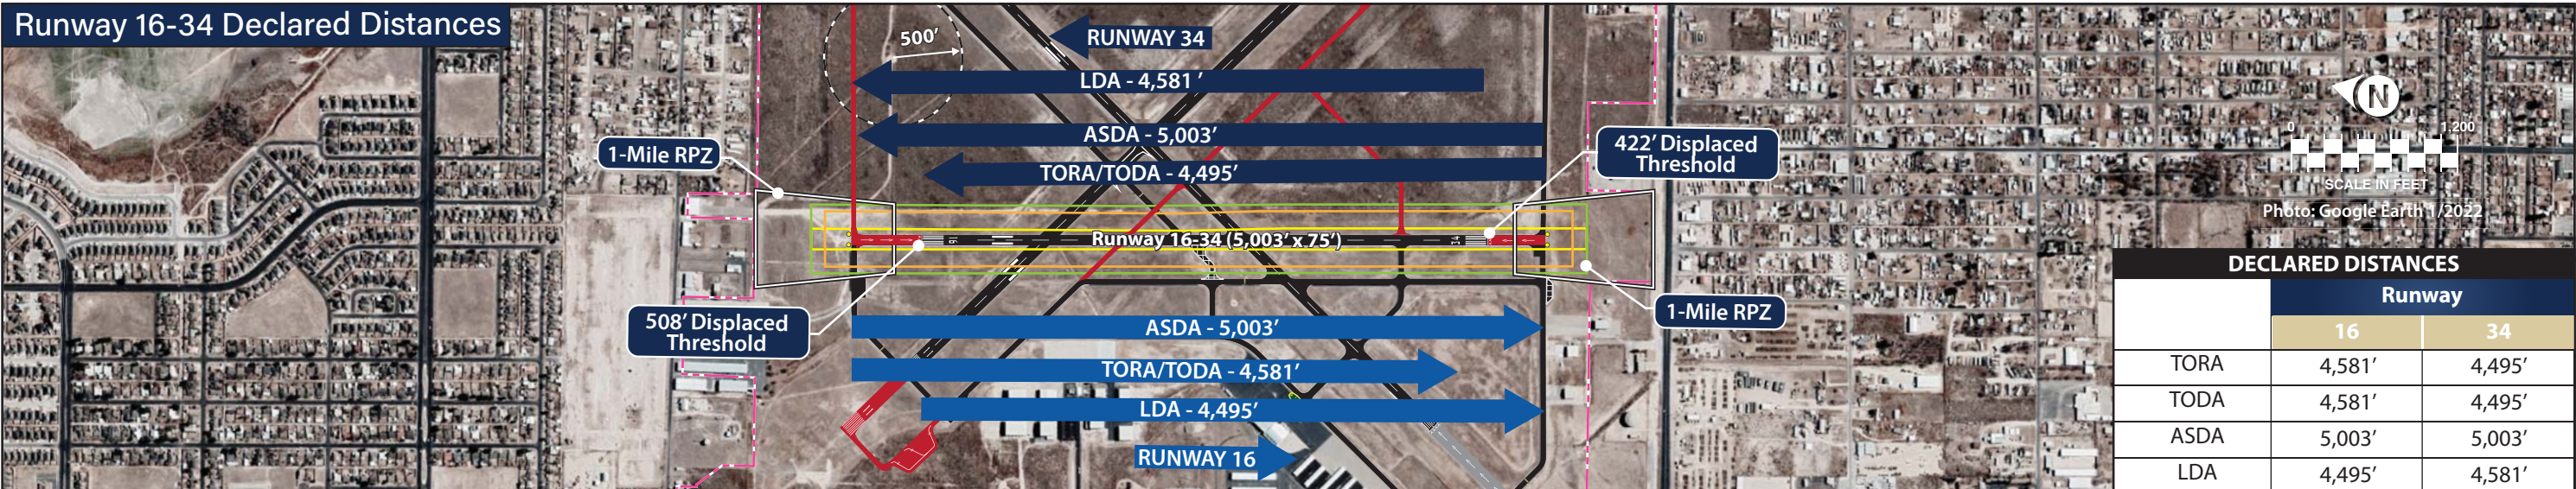 Runway 16-34 Declared Distances
500’
RUNWAY 34
LDA - 4,581 ’
ASDA - 5,003’
TORA/TODA - 4,495’
1-Mile RPZ
422’ Displaced
Threshold
N
0 1,200
SCALE IN FEET
Photo: Google Earth 1/2022
16
Runway 16-34 (5,003’ x 75’)
34
508’ Displaced
Threshold
1-Mile RPZ
ASDA - 5,003’
TORA/TODA - 4,581’
LDA - 4,495’
RUNWAY 16
DECLARED DISTANCES
Runway
16 34
TORA 4,581’ 4,495’
TODA 4,581’ 4,495’
ASDA 5,003’ 5,003’
LDA 4,495’ 4,581’